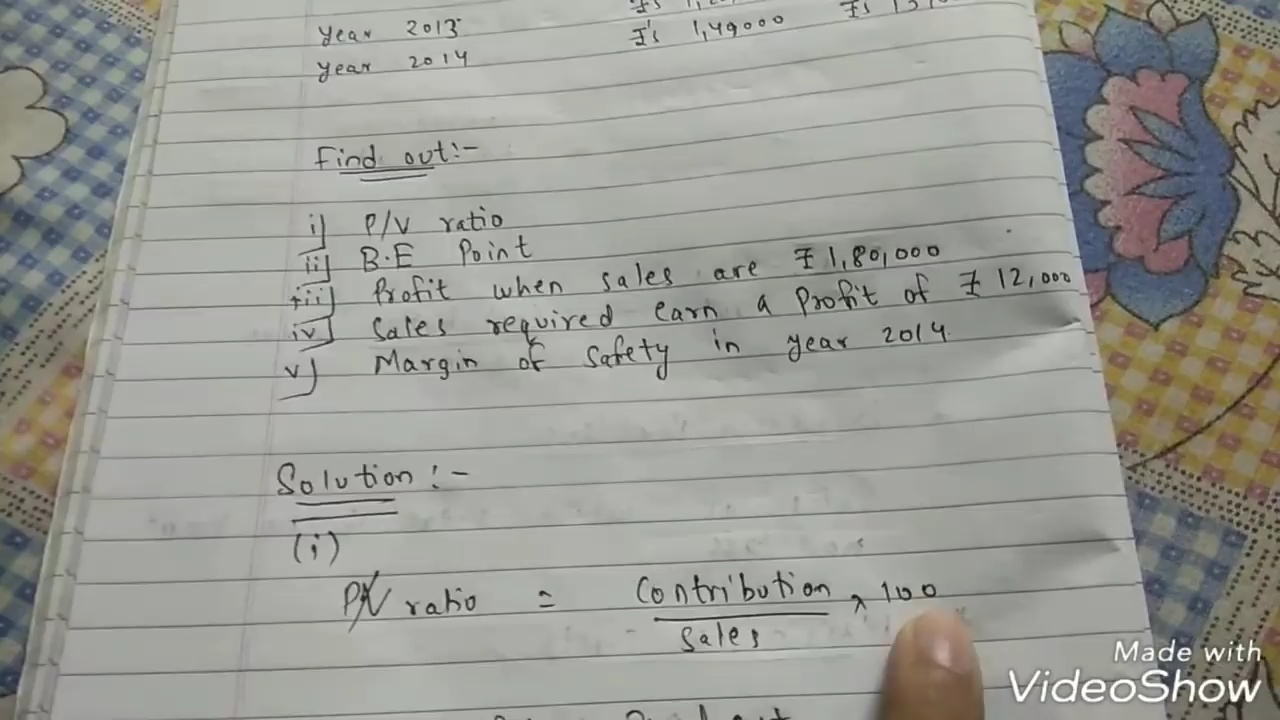 year 2013
year 2014
₹'s 1,49000
Find out:-
i) P/V ratio
ii) B.E Point
iii) Profit when sales are ₹ 1,80,000
iv) Sales required earn a Profit of ₹ 12,000
v) Margin of Safety in year 2014.
Solution :-
(i)
P/V ratio = Contribution × 100
Sales
Made with
VideoShow